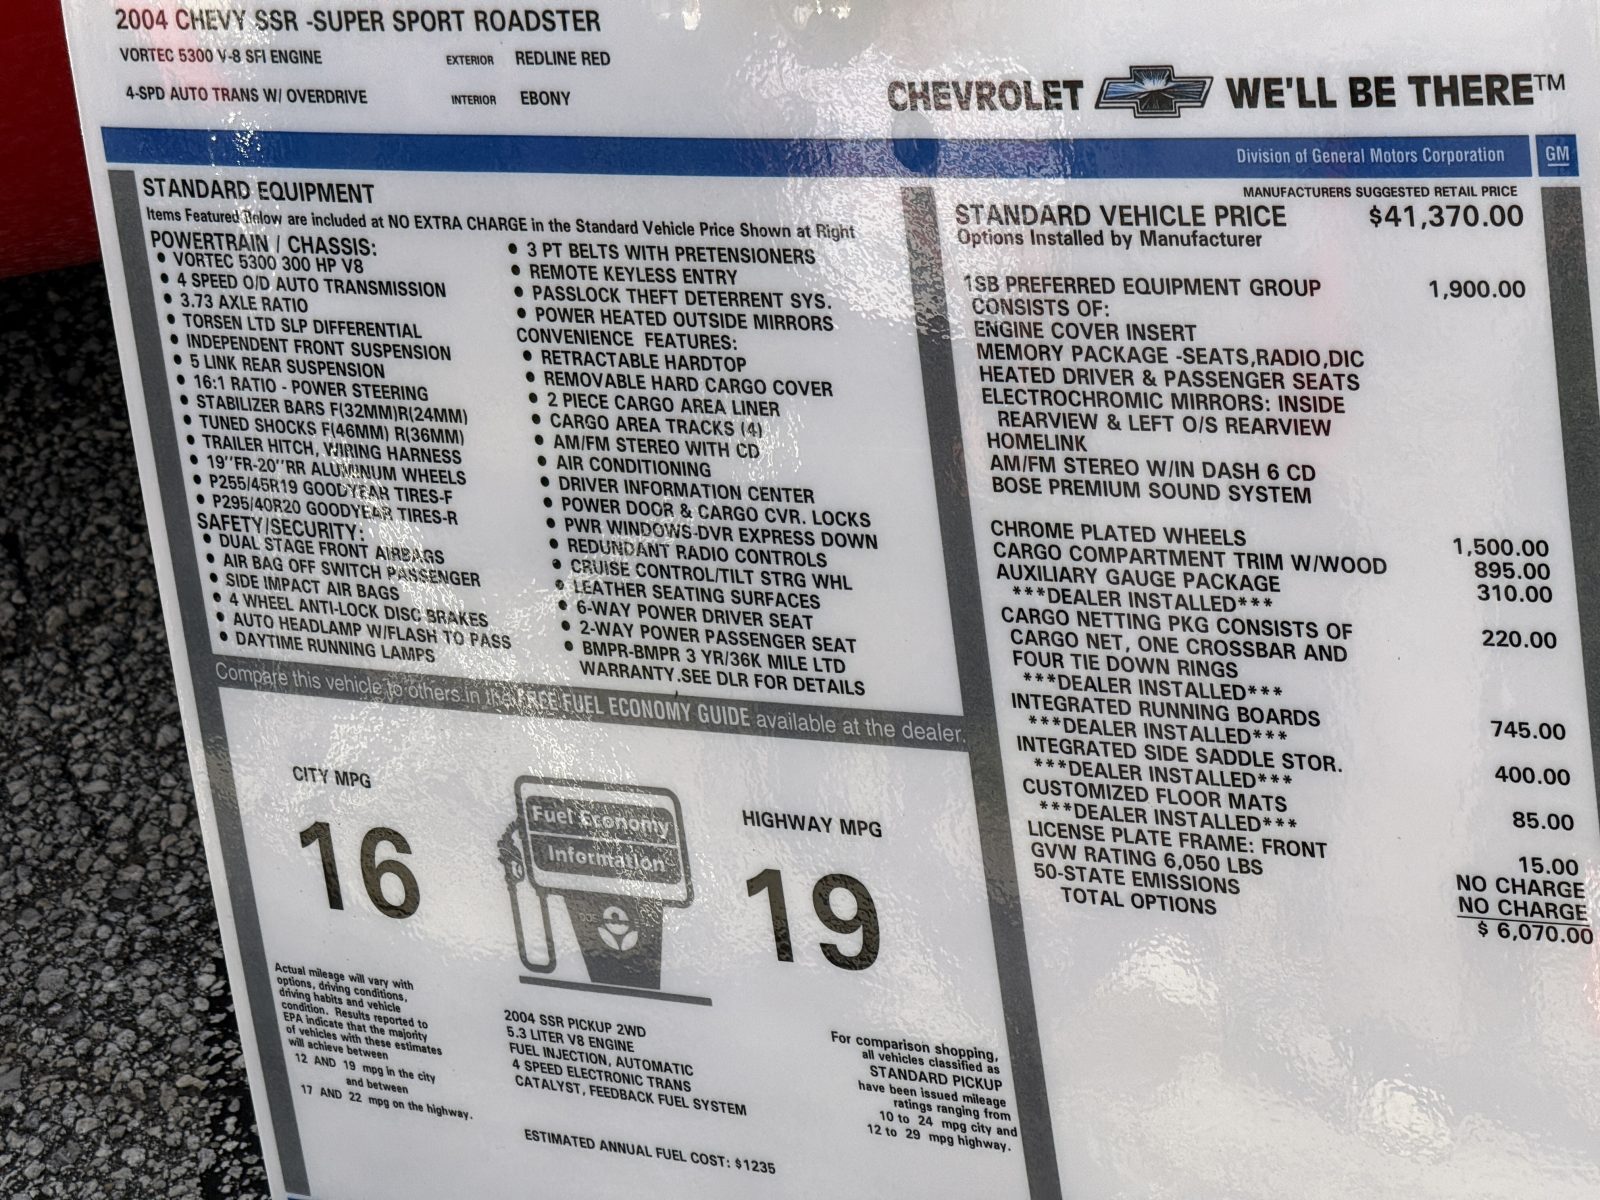 2004 CHEVY SSR -SUPER SPORT ROADSTER
VORTEC 5300 V-8 SFI ENGINE
EXTERIOR REDLINE RED
4-SPD AUTO TRANS W/ OVERDRIVE
INTERIOR EBONY
CHEVROLET WE'LL BE THERE™
Division of General Motors Corporation
GM
STANDARD EQUIPMENT
Items Featured Below are included at NO EXTRA CHARGE in the Standard Vehicle Price Shown at Right
POWERTRAIN / CHASSIS:
• VORTEC 5300 300 HP V8
• 4 SPEED O/D AUTO TRANSMISSION
• 3.73 AXLE RATIO
• TORSEN LTD SLP DIFFERENTIAL
• INDEPENDENT FRONT SUSPENSION
• 5 LINK REAR SUSPENSION
• 16:1 RATIO - POWER STEERING
• STABILIZER BARS F(32MM)R(24MM)
• TUNED SHOCKS F(46MM) R(36MM)
• TRAILER HITCH, WIRING HARNESS
• 19"FR-20"RR ALUMINUM WHEELS
• P255/45R19 GOODYEAR TIRES-F
• P295/40R20 GOODYEAR TIRES-R
SAFETY/SECURITY:
• DUAL STAGE FRONT AIRBAGS
• AIR BAG OFF SWITCH PASSENGER
• SIDE IMPACT AIR BAGS
• 4 WHEEL ANTI-LOCK DISC BRAKES
• AUTO HEADLAMP W/FLASH TO PASS
• DAYTIME RUNNING LAMPS
• 3 PT BELTS WITH PRETENSIONERS
• REMOTE KEYLESS ENTRY
• PASSLOCK THEFT DETERRENT SYS.
• POWER HEATED OUTSIDE MIRRORS
CONVENIENCE FEATURES:
• RETRACTABLE HARDTOP
• REMOVABLE HARD CARGO COVER
• 2 PIECE CARGO AREA LINER
• CARGO AREA TRACKS (4)
• AM/FM STEREO WITH CD
• AIR CONDITIONING
• DRIVER INFORMATION CENTER
• POWER DOOR & CARGO CVR. LOCKS
• PWR WINDOWS-DVR EXPRESS DOWN
• REDUNDANT RADIO CONTROLS
• CRUISE CONTROL/TILT STRG WHL
• LEATHER SEATING SURFACES
• 6-WAY POWER DRIVER SEAT
• 2-WAY POWER PASSENGER SEAT
• BMPR-BMPR 3 YR/36K MILE LTD
WARRANTY.SEE DLR FOR DETAILS
MANUFACTURERS SUGGESTED RETAIL PRICE
STANDARD VEHICLE PRICE $41,370.00
Options Installed by Manufacturer
1SB PREFERRED EQUIPMENT GROUP 1,900.00
CONSISTS OF:
ENGINE COVER INSERT
MEMORY PACKAGE -SEATS,RADIO,DIC
HEATED DRIVER & PASSENGER SEATS
ELECTROCHROMIC MIRRORS: INSIDE
REARVIEW & LEFT O/S REARVIEW
HOMELINK
AM/FM STEREO W/IN DASH 6 CD
BOSE PREMIUM SOUND SYSTEM
CHROME PLATED WHEELS 1,500.00
CARGO COMPARTMENT TRIM W/WOOD 895.00
AUXILIARY GAUGE PACKAGE 310.00
***DEALER INSTALLED***
CARGO NETTING PKG CONSISTS OF 220.00
CARGO NET, ONE CROSSBAR AND
FOUR TIE DOWN RINGS
***DEALER INSTALLED***
INTEGRATED RUNNING BOARDS 745.00
***DEALER INSTALLED***
INTEGRATED SIDE SADDLE STOR. 400.00
***DEALER INSTALLED***
CUSTOMIZED FLOOR MATS 85.00
***DEALER INSTALLED***
LICENSE PLATE FRAME: FRONT 15.00
GVW RATING 6,050 LBS NO CHARGE
50-STATE EMISSIONS NO CHARGE
TOTAL OPTIONS $ 6,070.00
Compare this vehicle to others in the FREE FUEL ECONOMY GUIDE available at the dealer.
CITY MPG
16
Fuel Economy
Information
DOE
HIGHWAY MPG
19
Actual mileage will vary with
options, driving conditions,
driving habits and vehicle
condition. Results reported to
EPA indicate that the majority
of vehicles with these estimates
will achieve between
12 AND 19 mpg in the city
and between
17 AND 22 mpg on the highway.
2004 SSR PICKUP 2WD
5.3 LITER V8 ENGINE
FUEL INJECTION, AUTOMATIC
4 SPEED ELECTRONIC TRANS
CATALYST, FEEDBACK FUEL SYSTEM
ESTIMATED ANNUAL FUEL COST: $1235
For comparison shopping,
all vehicles classified as
STANDARD PICKUP
have been issued mileage
ratings ranging from
10 to 24 mpg city and
12 to 29 mpg highway.